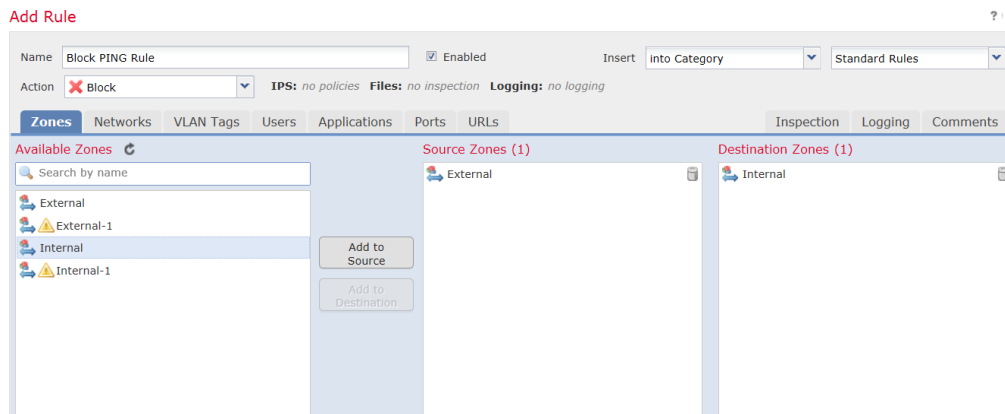 Add Rule ?
Name Block PING Rule Enabled Insert into Category Standard Rules
Action Block IPS: no policies Files: no inspection Logging: no logging
Zones Networks VLAN Tags Users Applications Ports URLs Inspection Logging Comments
Available Zones Source Zones (1) Destination Zones (1)
Search by name External Internal
External
External-1
Internal Add to
Source
Internal-1
Add to
Destination